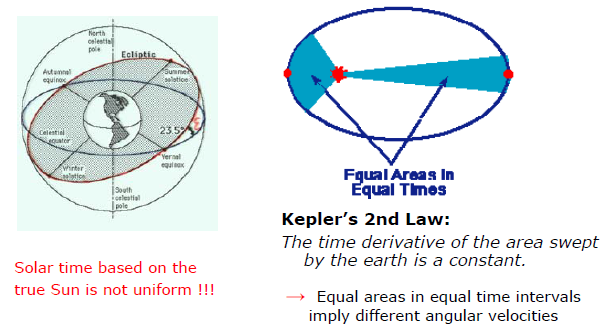 North
celestial
pole
Ecliptic
Autumnal
equinox
Summer
solstice
23.5°
Celestial
equator
Winter
solstice
Vernal
equinox
South
celestial
pole
Solar time based on the
true Sun is not uniform !!!
Equal Areas in
Equal Times
Kepler’s 2nd Law:
The time derivative of the area swept
by the earth is a constant.
→ Equal areas in equal time intervals
imply different angular velocities